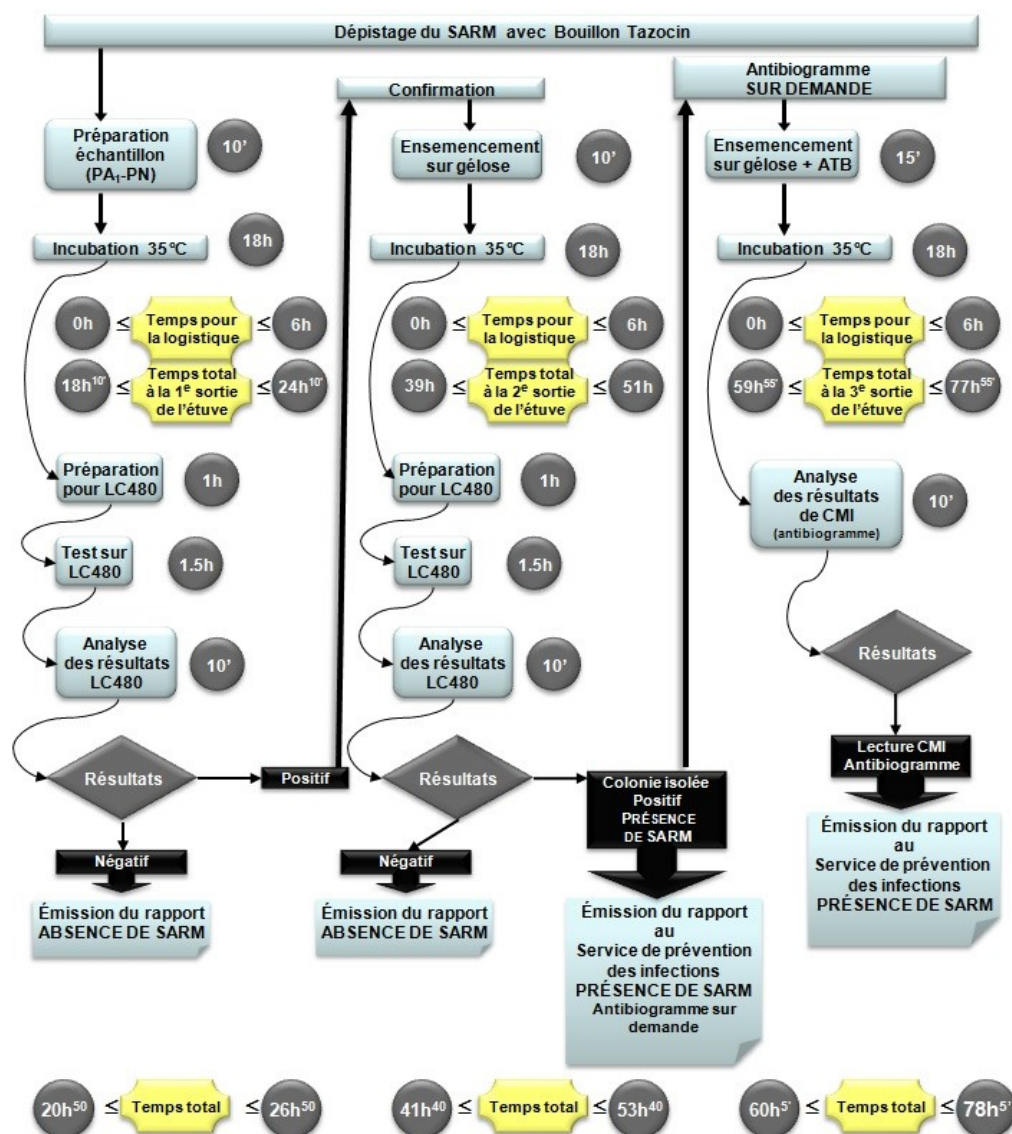 Dépistage du SARM avec Bouillon Tazocin
Préparation
échantillon
(PA₁-PN)
10'
Incubation 35°C
18h
0h ≤ Temps pour
la logistique ≤ 6h
18h¹⁰' ≤ Temps total
à la 1ᵉ sortie
de l'étuve ≤ 24h¹⁰'
Préparation
pour LC480
1h
Test sur
LC480
1.5h
Analyse
des résultats
LC480
10'
Résultats
Positif
Négatif
Émission du rapport
ABSENCE DE SARM
20h⁵⁰ ≤ Temps total ≤ 26h⁵⁰
Confirmation
Ensemencement
sur gélose
10'
Incubation 35°C
18h
0h ≤ Temps pour
la logistique ≤ 6h
39h ≤ Temps total
à la 2ᵉ sortie
de l'étuve ≤ 51h
Préparation
pour LC480
1h
Test sur
LC480
1.5h
Analyse
des résultats
LC480
10'
Résultats
Négatif
Émission du rapport
ABSENCE DE SARM
Colonie isolée
Positif
PRÉSENCE
DE SARM
Émission du rapport
au
Service de prévention
des infections
PRÉSENCE DE SARM
Antibiogramme sur
demande
41h⁴⁰ ≤ Temps total ≤ 53h⁴⁰
Antibiogramme
SUR DEMANDE
Ensemencement
sur gélose + ATB
15'
Incubation 35°C
18h
0h ≤ Temps pour
la logistique ≤ 6h
59h⁵⁵' ≤ Temps total
à la 3ᵉ sortie
de l'étuve ≤ 77h⁵⁵'
Analyse
des résultats
de CMI
(antibiogramme)
10'
Résultats
Lecture CMI
Antibiogramme
Émission du rapport
au
Service de prévention
des infections
PRÉSENCE DE SARM
60h⁵' ≤ Temps total ≤ 78h⁵'